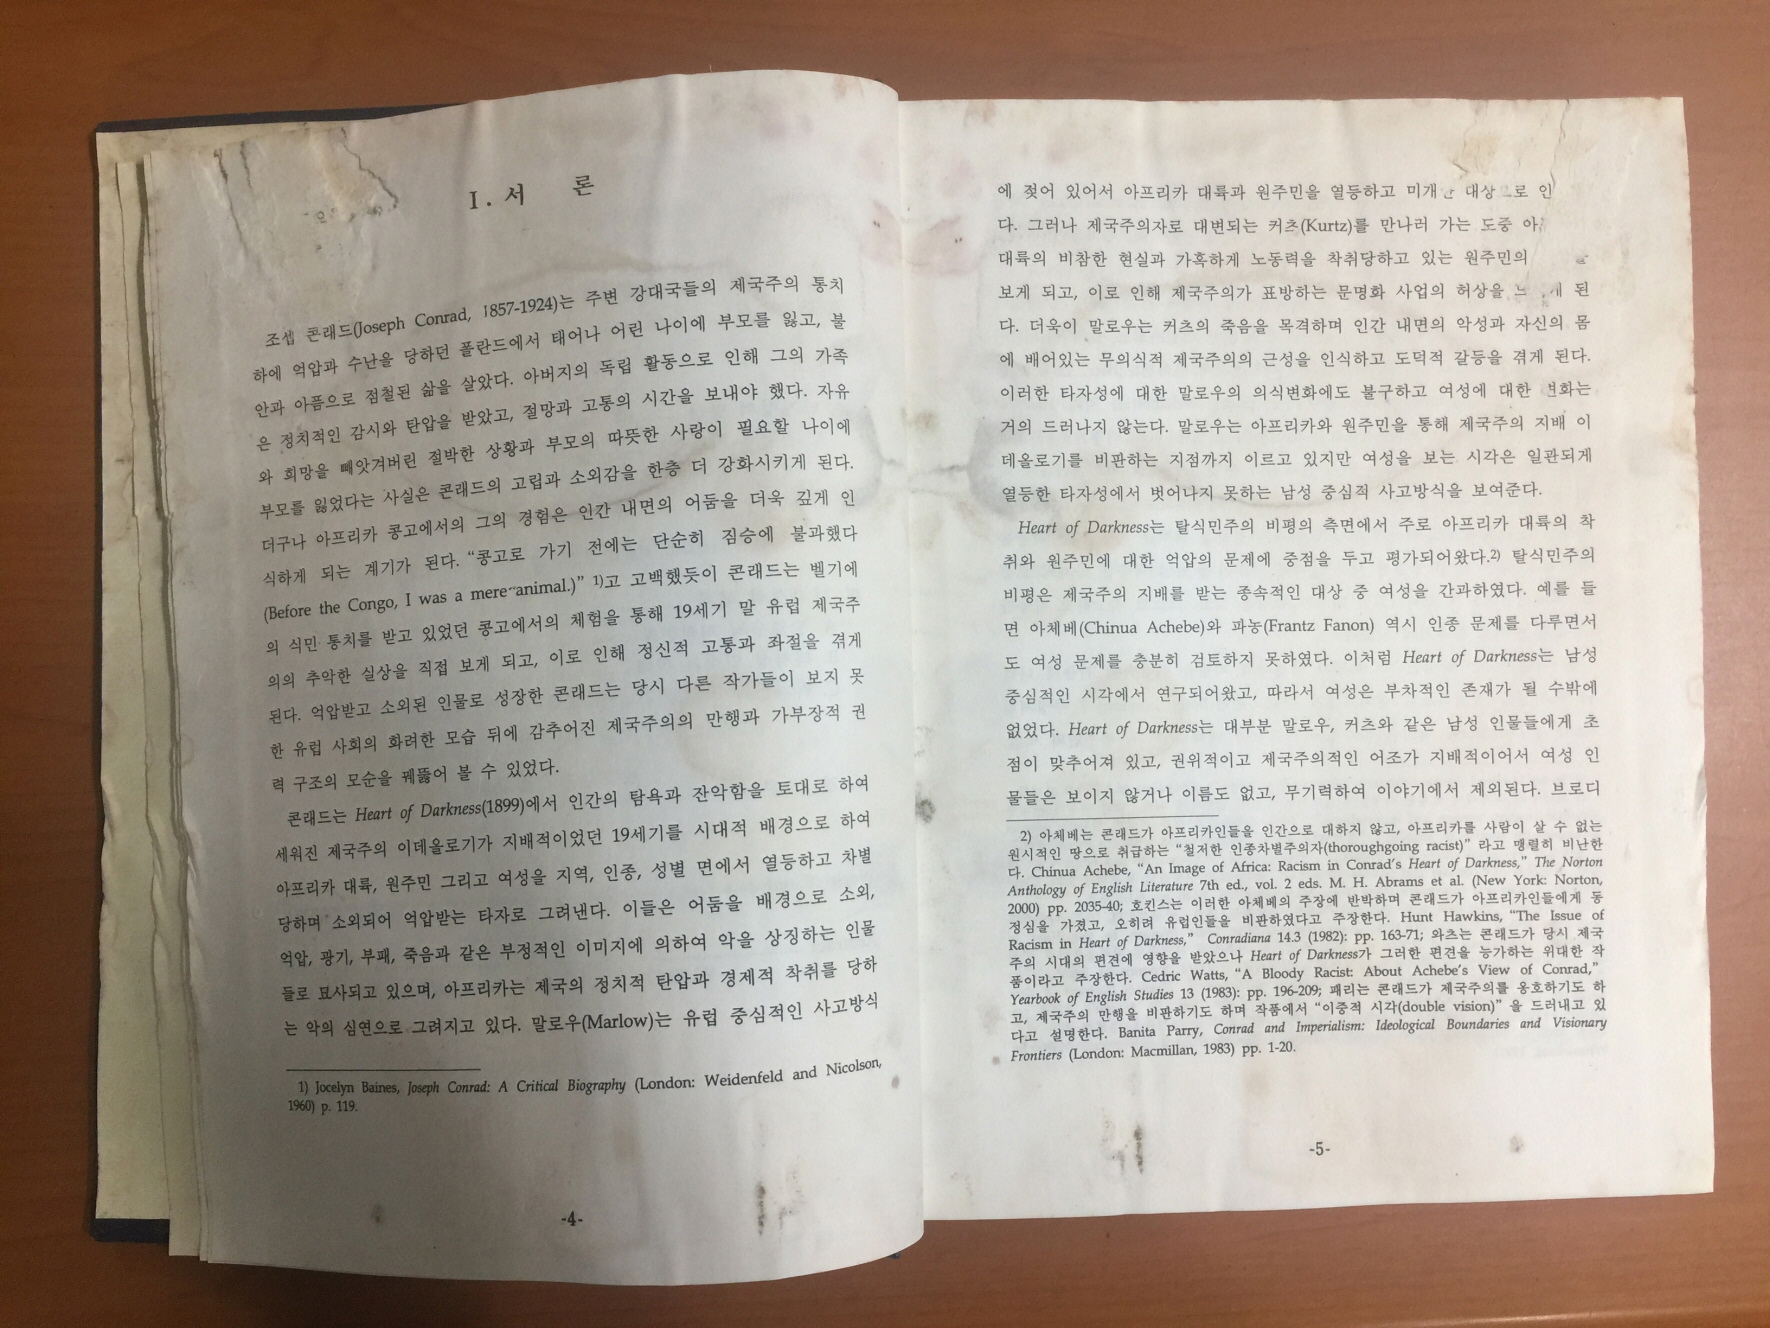 I. 서 론
조셉 콘래드(Joseph Conrad, 1857-1924)는 주변 강대국들의 제국주의 통치
하에 억압과 수난을 당하던 폴란드에서 태어나 어린 나이에 부모를 잃고, 불
안과 아픔으로 점철된 삶을 살았다. 아버지의 독립 활동으로 인해 그의 가족
은 정치적인 감시와 탄압을 받았고, 절망과 고통의 시간을 보내야 했다. 자유
와 희망을 빼앗겨버린 절박한 상황과 부모의 따뜻한 사랑이 필요할 나이에
부모를 잃었다는 사실은 콘래드의 고립과 소외감을 한층 더 강화시키게 된다.
더구나 아프리카 콩고에서의 그의 경험은 인간 내면의 어둠을 더욱 깊게 인
식하게 되는 계기가 된다. “콩고로 가기 전에는 단순히 짐승에 불과했다
(Before the Congo, I was a mere animal.)” 1)고 고백했듯이 콘래드는 벨기에
의 식민 통치를 받고 있었던 콩고에서의 체험을 통해 19세기 말 유럽 제국주
의의 추악한 실상을 직접 보게 되고, 이로 인해 정신적 고통과 좌절을 겪게
된다. 억압받고 소외된 인물로 성장한 콘래드는 당시 다른 작가들이 보지 못
한 유럽 사회의 화려한 모습 뒤에 감추어진 제국주의의 만행과 가부장적 권
력 구조의 모순을 꿰뚫어 볼 수 있었다.
콘래드는 Heart of Darkness(1899)에서 인간의 탐욕과 잔악함을 토대로 하여
세워진 제국주의 이데올로기가 지배적이었던 19세기를 시대적 배경으로 하여
아프리카 대륙, 원주민 그리고 여성을 지역, 인종, 성별 면에서 열등하고 차별
당하며 소외되어 억압받는 타자로 그려낸다. 이들은 어둠을 배경으로 소외,
억압, 광기, 부패, 죽음과 같은 부정적인 이미지에 의하여 악을 상징하는 인물
들로 묘사되고 있으며, 아프리카는 제국의 정치적 탄압과 경제적 착취를 당하
는 악의 심연으로 그려지고 있다. 말로우(Marlow)는 유럽 중심적인 사고방식
1) Jocelyn Baines, Joseph Conrad: A Critical Biography (London: Weidenfeld and Nicolson,
1960) p. 119.
-4-
에 젖어 있어서 아프리카 대륙과 원주민을 열등하고 대상 로 인
다. 그러나 제국주의자로 대변되는 커츠(Kurtz)를 만나러 가는 도중
대륙의 비참한 현실과 가혹하게 노동력을 착취당하고 있는 원주민의
보게 되고, 이로 인해 제국주의가 표방하는 문명화 사업의 허상을 된
다. 더욱이 말로우는 커츠의 죽음을 목격하며 인간 내면의 악성과 자신의 몸
에 배어있는 무의식적 제국주의의 근성을 인식하고 도덕적 갈등을 겪게 된다.
이러한 타자성에 대한 말로우의 의식변화에도 불구하고 여성에 대한 변화는
거의 드러나지 않는다. 말로우는 아프리카와 원주민을 통해 제국주의 지배 이
데올로기를 비판하는 지점까지 이르고 있지만 여성을 보는 시각은 일관되게
열등한 타자성에서 벗어나지 못하는 남성 중심적 사고방식을 보여준다.
Heart of Darkness는 탈식민주의 비평의 측면에서 주로 아프리카 대륙의 착
취와 원주민에 대한 억압의 문제에 중점을 두고 평가되어왔다.2) 탈식민주의
비평은 제국주의 지배를 받는 종속적인 대상 중 여성을 간과하였다. 예를 들
면 아체베(Chinua Achebe)와 파농(Frantz Fanon) 역시 인종 문제를 다루면서
도 여성 문제를 충분히 검토하지 못하였다. 이처럼 Heart of Darkness는 남성
중심적인 시각에서 연구되어왔고, 따라서 여성은 부차적인 존재가 될 수밖에
없었다. Heart of Darkness는 대부분 말로우, 커츠와 같은 남성 인물들에게 초
점이 맞추어져 있고, 권위적이고 제국주의적인 어조가 지배적이어서 여성 인
물들은 보이지 않거나 이름도 없고, 무기력하여 이야기에서 제외된다. 브로디
2) 아체베는 콘래드가 아프리카인들을 인간으로 대하지 않고, 아프리카를 사람이 살 수 없는
원시적인 땅으로 취급하는 “철저한 인종차별주의자(thoroughgoing racist)” 라고 맹렬히 비난한
다. Chinua Achebe, “An Image of Africa: Racism in Conrad's Heart of Darkness,” The Norton
Anthology of English Literature 7th ed., vol. 2 eds. M. H. Abrams et al. (New York: Norton,
2000) pp. 2035-40; 호킨스는 이러한 아체베의 주장에 반박하며 콘래드가 아프리카인들에게 동
정심을 가졌고, 오히려 유럽인들을 비판하였다고 주장한다. Hunt Hawkins, “The Issue of
Racism in Heart of Darkness,” Conradiana 14.3 (1982): pp. 163-71; 와츠는 콘래드가 당시 제국
주의 시대의 편견에 영향을 받았으나 Heart of Darkness가 그러한 편견을 능가하는 위대한 작
품이라고 주장한다. Cedric Watts, “A Bloody Racist: About Achebe's View of Conrad,”
Yearbook of English Studies 13 (1983): pp. 196-209; 패리는 콘래드가 제국주의를 옹호하기도 하
고, 제국주의 만행을 비판하기도 하며 작품에서 “이중적 시각(double vision)” 을 드러내고 있
다고 설명한다. Banita Parry, Conrad and Imperialism: Ideological Boundaries and Visionary
Frontiers (London: Macmillan, 1983) pp. 1-20.
-5-